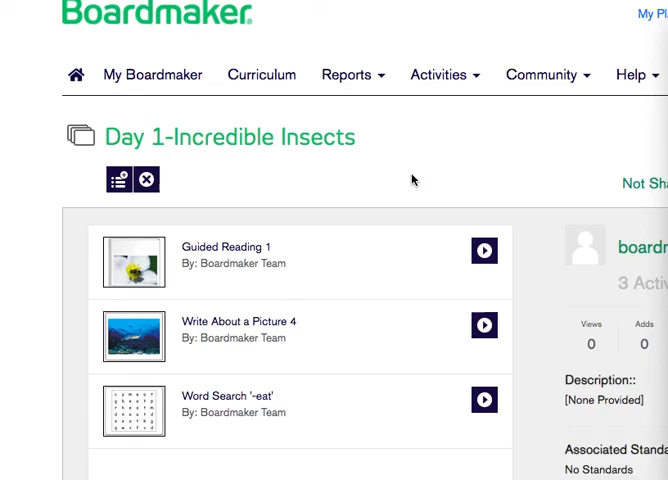 Boardmaker®
My Pl
My Boardmaker Curriculum Reports Activities Community Help
Day 1-Incredible Insects
Not Sha
Guided Reading 1
By: Boardmaker Team
Write About a Picture 4
By: Boardmaker Team
Word Search '-eat'
By: Boardmaker Team
boardm
3 Activ
Views Adds
0 0
Description::
[None Provided]
Associated Standa
No Standards